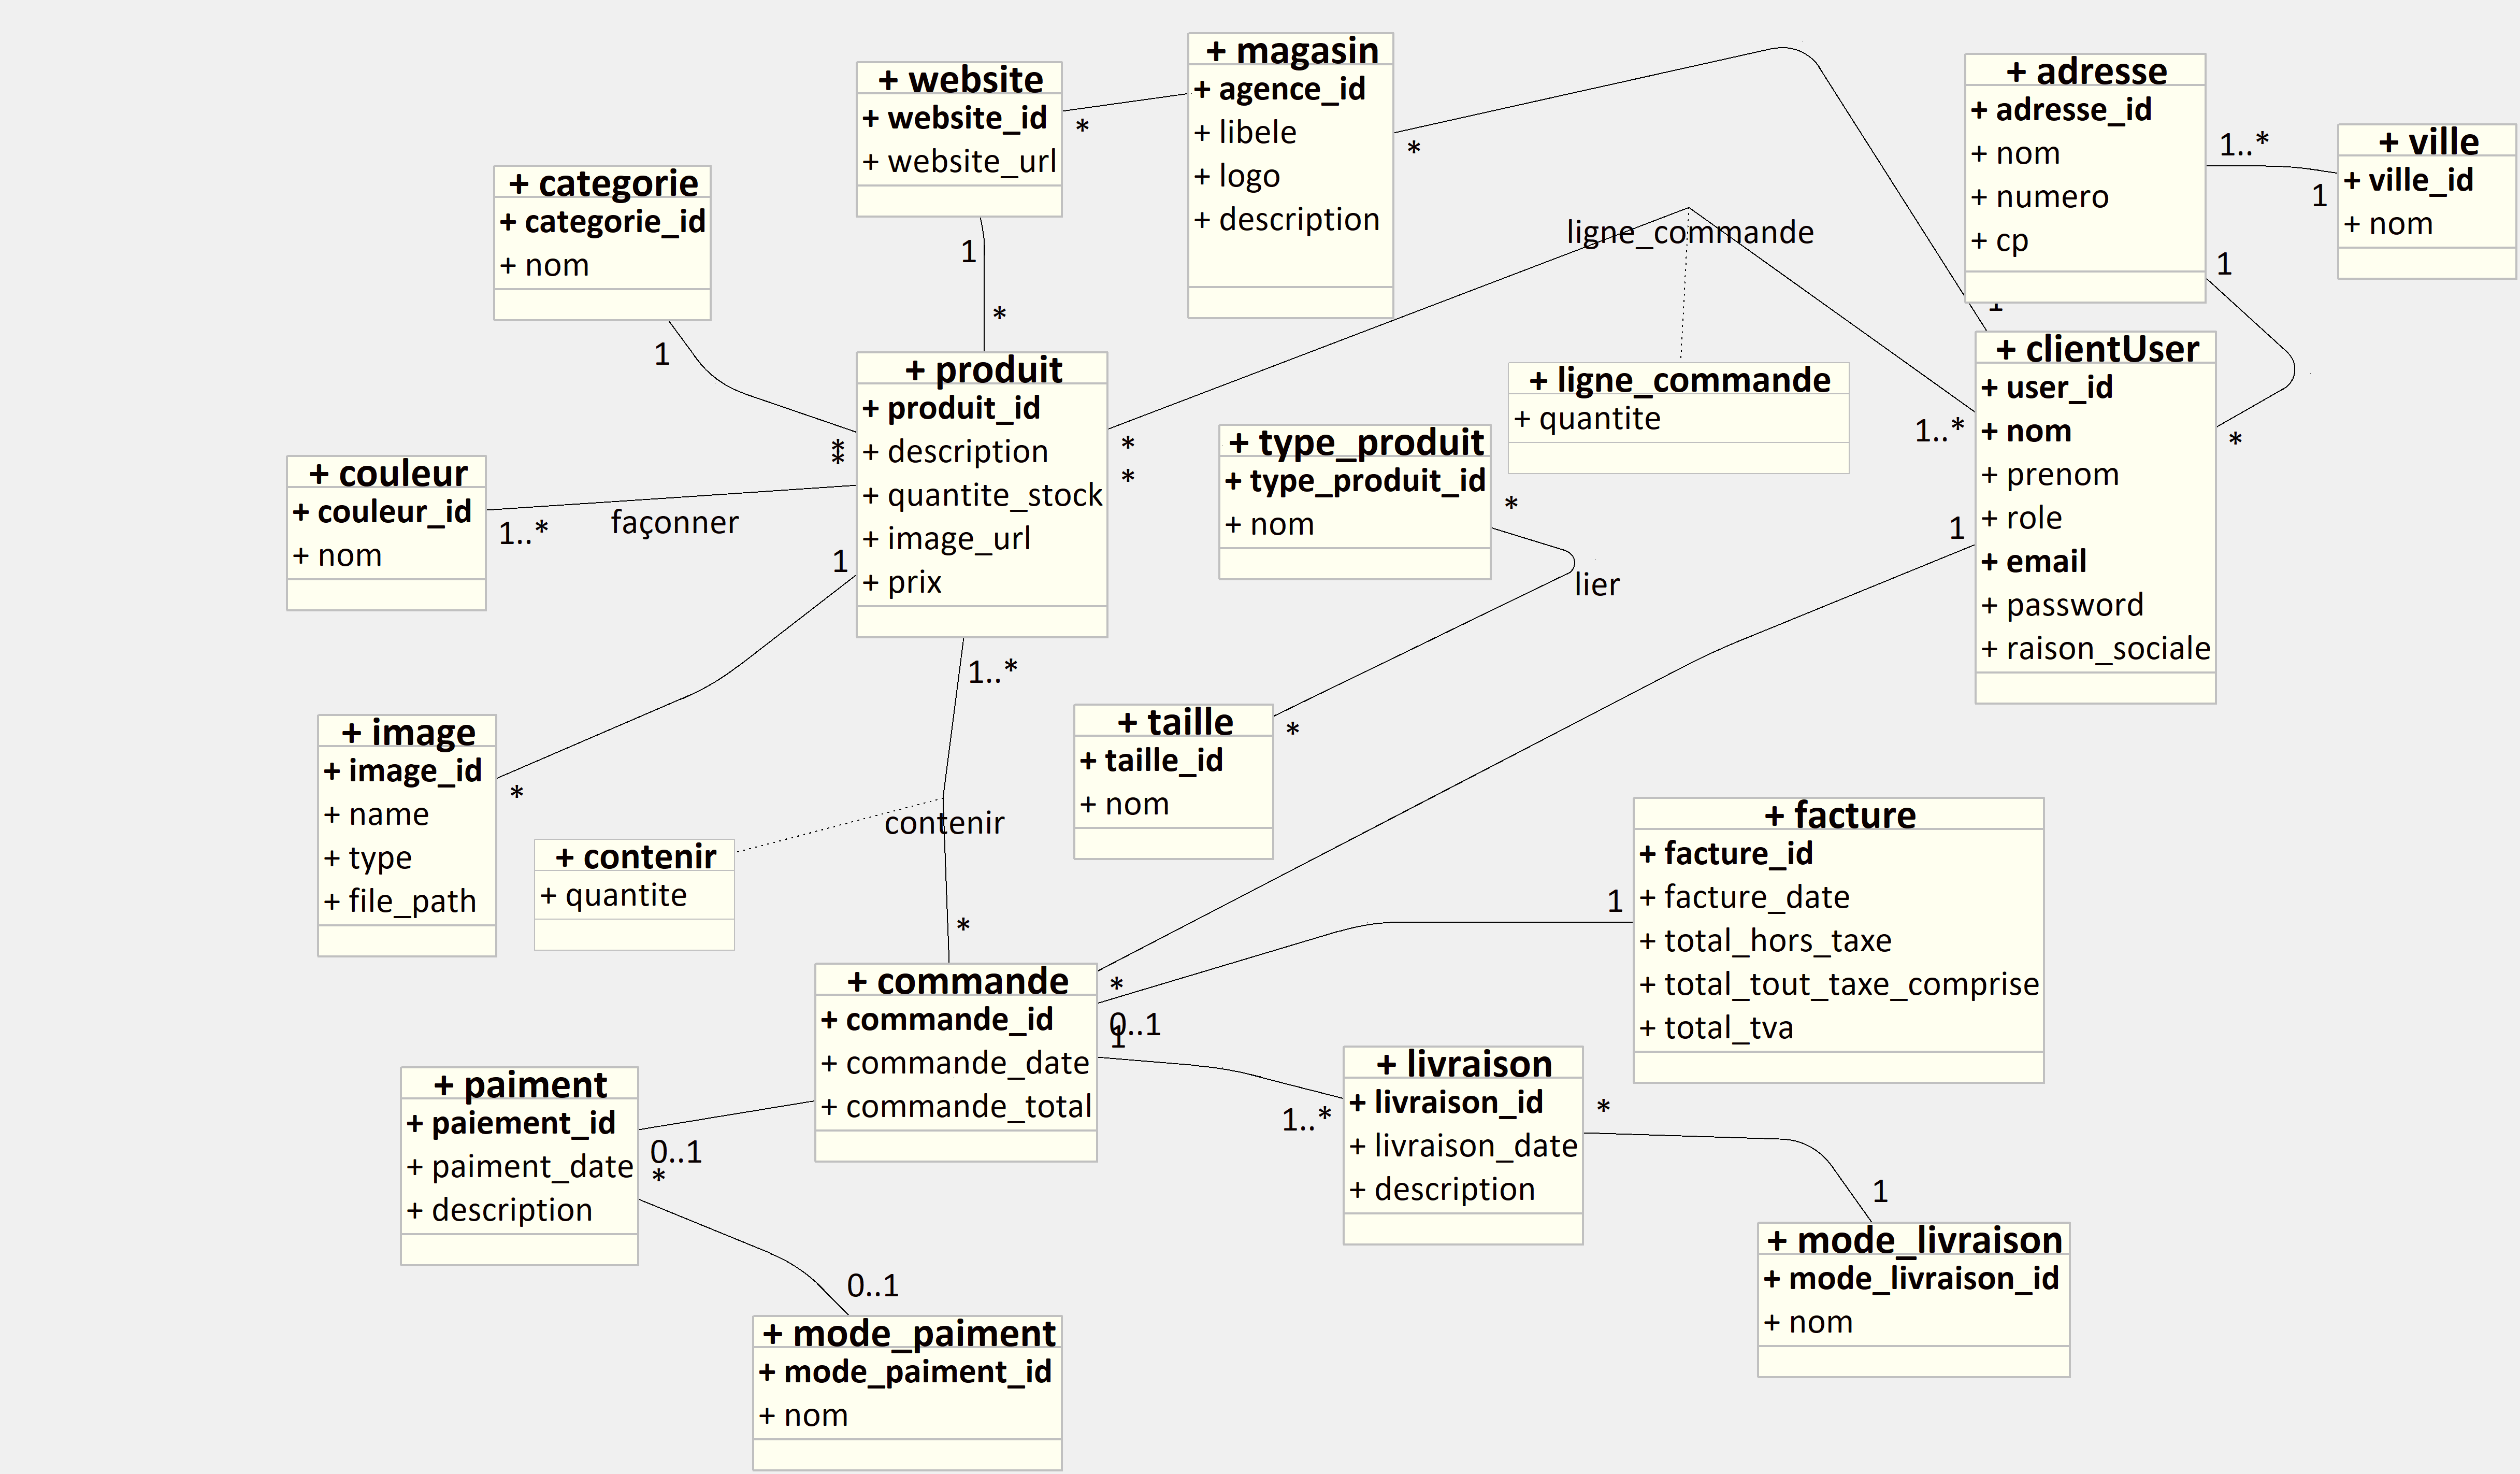 + website
+ website_id
+ website_url
*
1
*
+ magasin
+ agence_id
+ libele
+ logo
+ description
*
+ adresse
+ adresse_id
+ nom
+ numero
+ cp
1..*
1
1
+ ville
+ ville_id
+ nom
+ categorie
+ categorie_id
+ nom
1
*
*
+ couleur
+ couleur_id
+ nom
1..*
façonner
+ produit
+ produit_id
+ description
+ quantite_stock
+ image_url
+ prix
1
*
*
1..*
ligne_commande
+ ligne_commande
+ quantite
+ type_produit
+ type_produit_id
+ nom
*
lier
1
+ clientUser
+ user_id
+ nom
+ prenom
+ role
+ email
+ password
+ raison_sociale
1..*
*
1
+ image
+ image_id
+ name
+ type
+ file_path
*
+ contenir
+ quantite
contenir
*
+ taille
+ taille_id
+ nom
*
+ facture
+ facture_id
+ facture_date
+ total_hors_taxe
+ total_tout_taxe_comprise
+ total_tva
1
+ commande
+ commande_id
+ commande_date
+ commande_total
*
0..1
1
+ paiment
+ paiement_id
+ paiment_date
+ description
0..1
*
0..1
+ livraison
+ livraison_id
+ livraison_date
+ description
1..*
*
1
+ mode_livraison
+ mode_livraison_id
+ nom
+ mode_paiment
+ mode_paiment_id
+ nom